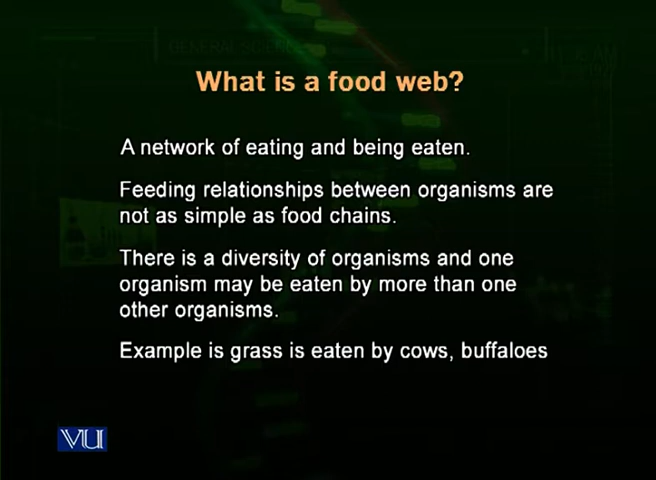 GENERAL SCIENCE
What is a food web?
A network of eating and being eaten.
Feeding relationships between organisms are
not as simple as food chains.
There is a diversity of organisms and one
organism may be eaten by more than one
other organisms.
Example is grass is eaten by cows, buffaloes
VU